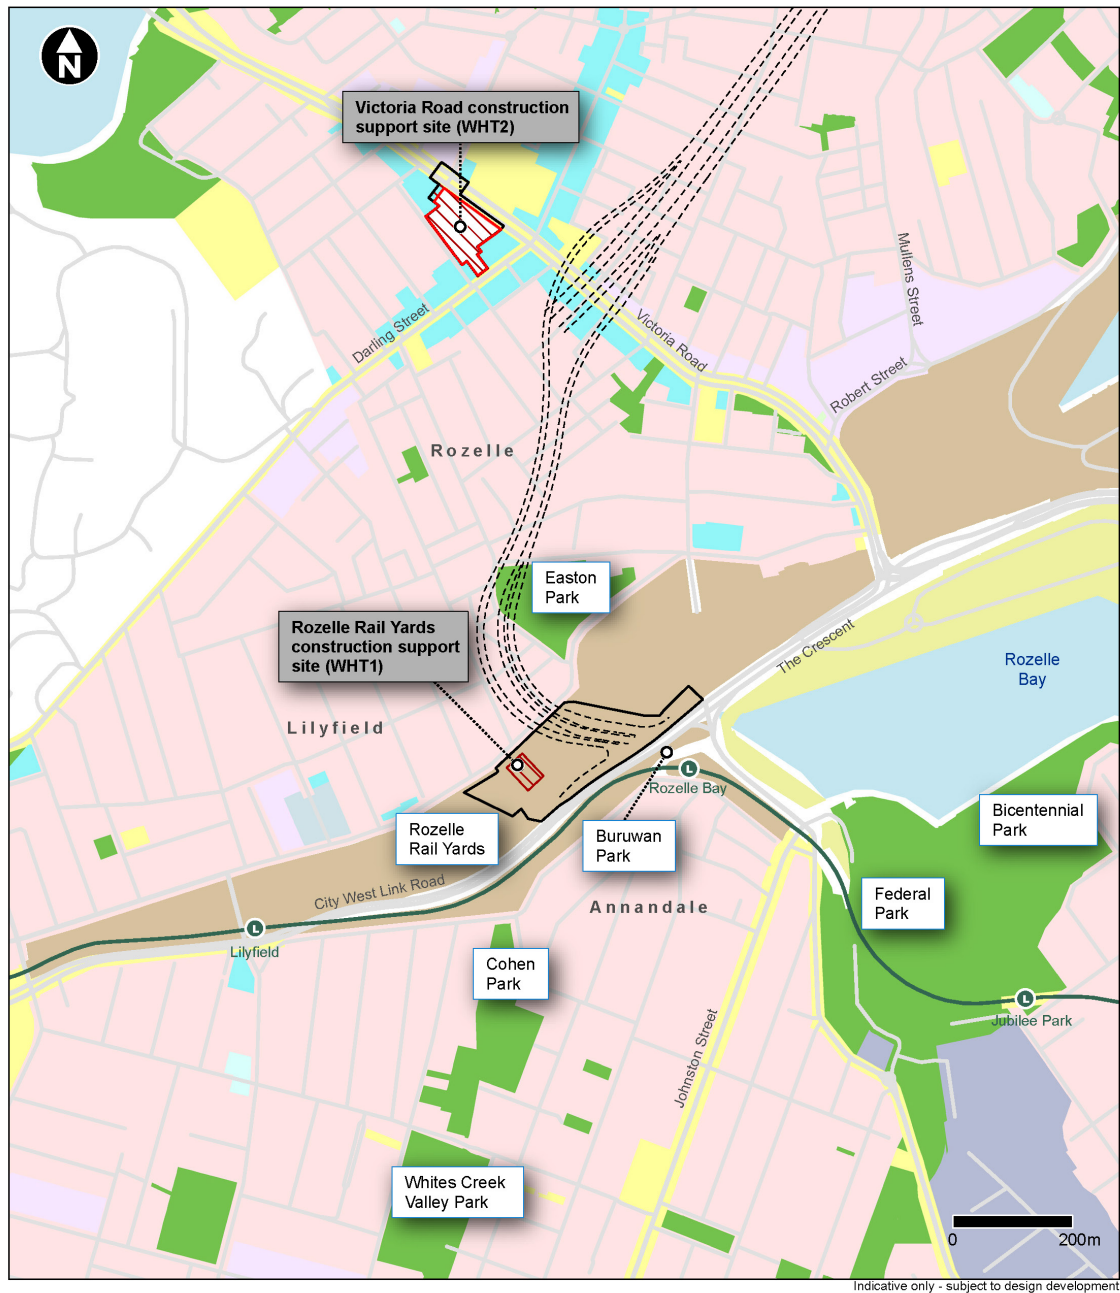 N
Victoria Road construction
support site (WHT2)
Mullens Street
Darling Street
Victoria Road
Robert Street
Rozelle
Easton
Park
Rozelle Rail Yards
construction support
site (WHT1)
The Crescent
Rozelle
Bay
Lilyfield
L
Rozelle Bay
Bicentennial
Park
Rozelle
Rail Yards
Buruwan
Park
City West Link Road
Federal
Park
Annandale
L
Lilyfield
Cohen
Park
L
Jubilee Park
Johnston Street
Whites Creek
Valley Park
0 200m
Indicative only - subject to design development